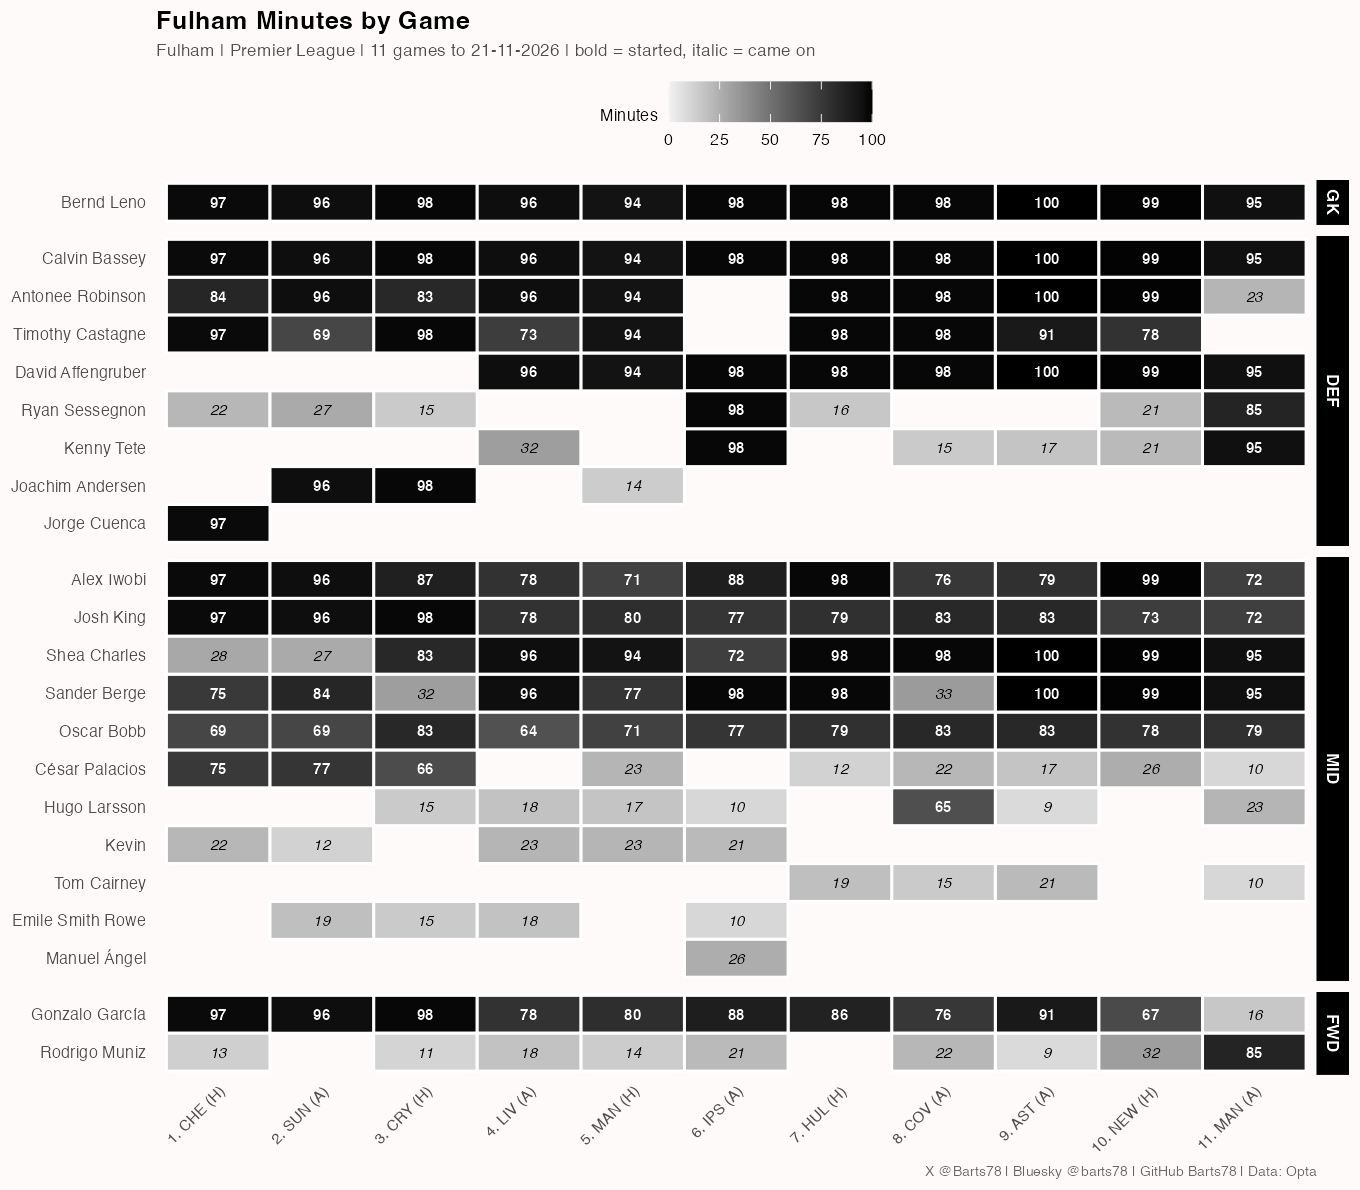 Fulham Minutes by Game
Fulham | Premier League | 11 games to 21-11-2026 | bold = started, italic = came on
Minutes
0 25 50 75 100
Bernd Leno 97 96 98 96 94 98 98 98 100 99 95
GK
Calvin Bassey 97 96 98 96 94 98 98 98 100 99 95
Antonee Robinson 84 96 83 96 94 98 98 100 99 23
Timothy Castagne 97 69 98 73 94 98 98 91 78
David Affengruber 96 94 98 98 98 100 99 95
Ryan Sessegnon 22 27 15 98 16 21 85
Kenny Tete 32 98 15 17 21 95
Joachim Andersen 96 98 14
Jorge Cuenca 97
DEF
Alex Iwobi 97 96 87 78 71 88 98 76 79 99 72
Josh King 97 96 98 78 80 77 79 83 83 73 72
Shea Charles 28 27 83 96 94 72 98 98 100 99 95
Sander Berge 75 84 32 96 77 98 98 33 100 99 95
Oscar Bobb 69 69 83 64 71 77 79 83 83 78 79
César Palacios 75 77 66 23 12 22 17 26 10
Hugo Larsson 15 18 17 10 65 9 23
Kevin 22 12 23 23 21
Tom Cairney 19 15 21 10
Emile Smith Rowe 19 15 18 10
Manuel Ángel 26
MID
Gonzalo García 97 96 98 78 80 88 86 76 91 67 16
Rodrigo Muniz 13 11 18 14 21 22 9 32 85
FWD
1. CHE (H) 2. SUN (A) 3. CRY (H) 4. LIV (A) 5. MAN (H) 6. IPS (A) 7. HUL (H) 8. COV (A) 9. AST (A) 10. NEW (H) 11. MAN (A)
X @Barts78 | Bluesky @barts78 | GitHub Barts78 | Data: Opta